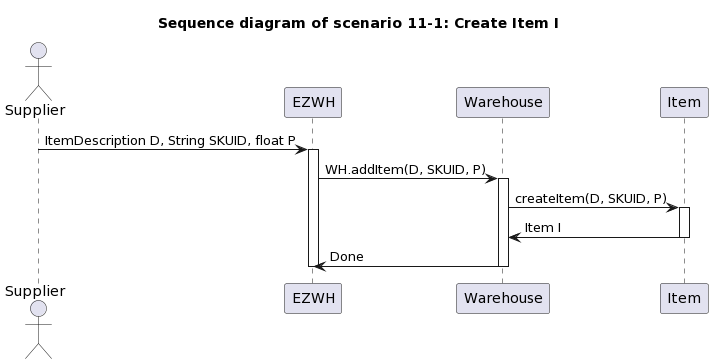 Sequence diagram of scenario 11-1: Create Item I
Supplier
EZWH
Warehouse
Item
ItemDescription D, String SKUID, float P
WH.addItem(D, SKUID, P)
createItem(D, SKUID, P)
Item I
Done
Supplier
EZWH
Warehouse
Item